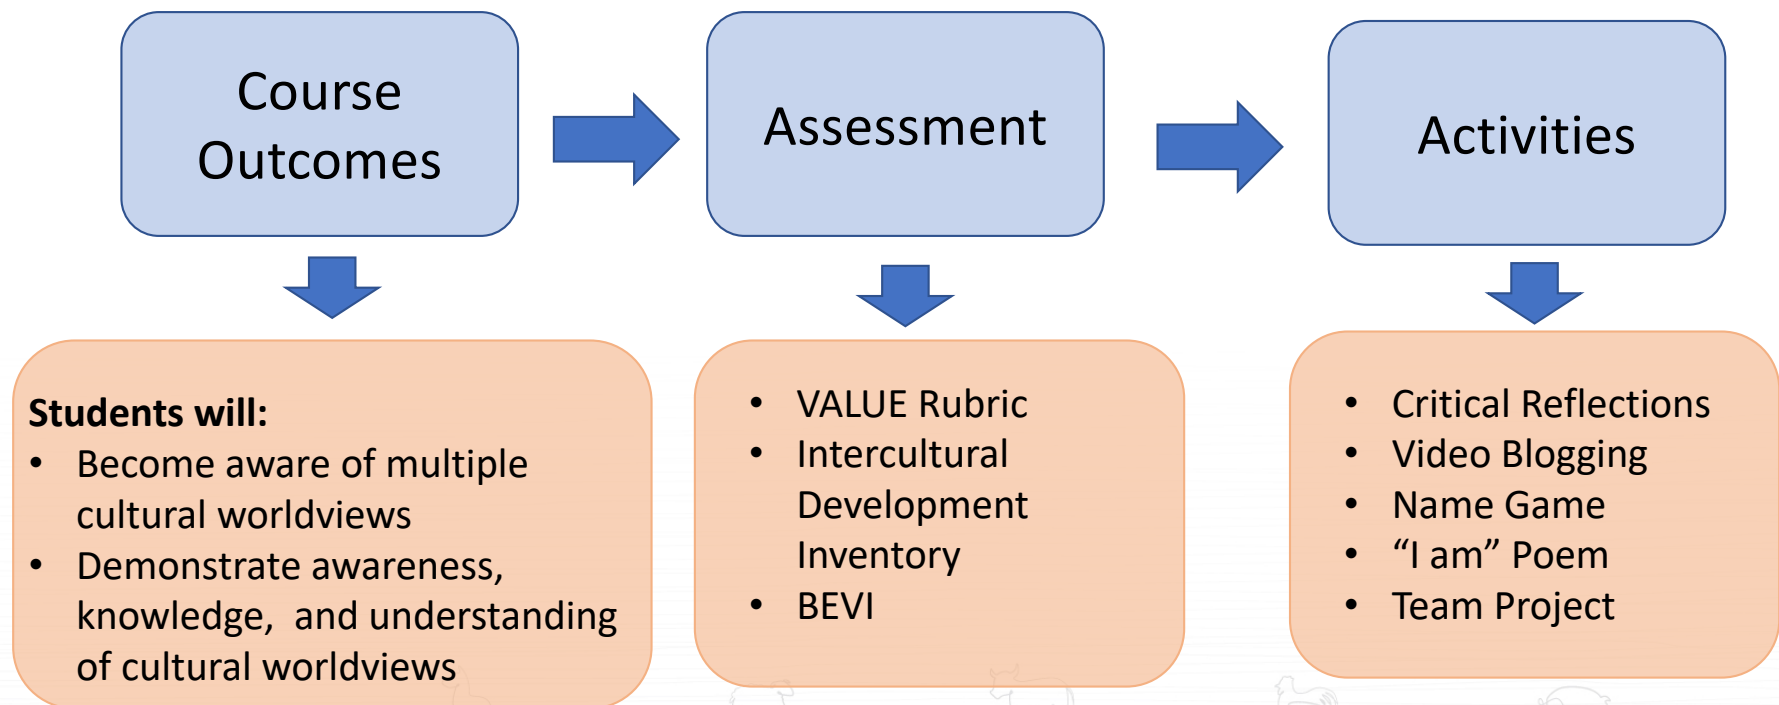 Course
Outcomes
Assessment
Activities
Students will:
• Become aware of multiple
cultural worldviews
• Demonstrate awareness,
knowledge,  and understanding
of cultural worldviews
• VALUE Rubric
• Intercultural
Development
Inventory
• BEVI
• Critical Reflections
• Video Blogging
• Name Game
• “I am” Poem
• Team Project